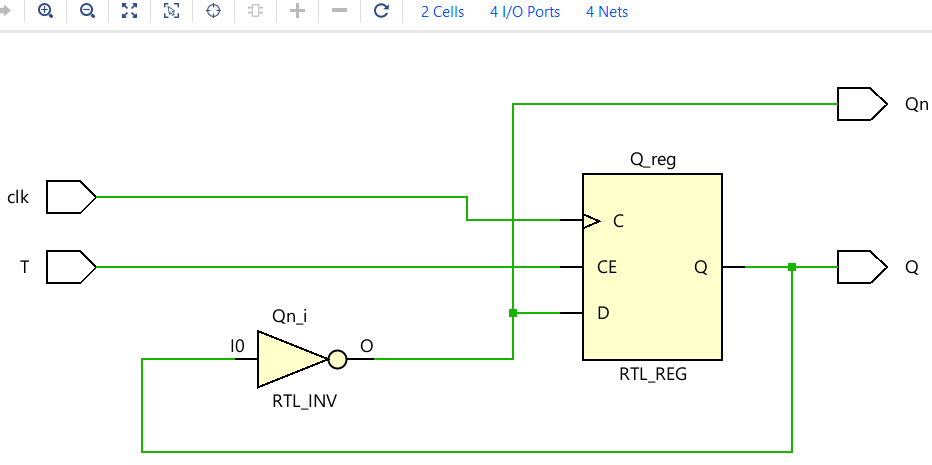 2 Cells 4 I/O Ports 4 Nets
Qn
Q_reg
clk
C
T
CE Q
Q
Qn_i
D
I0 O
RTL_REG
RTL_INV